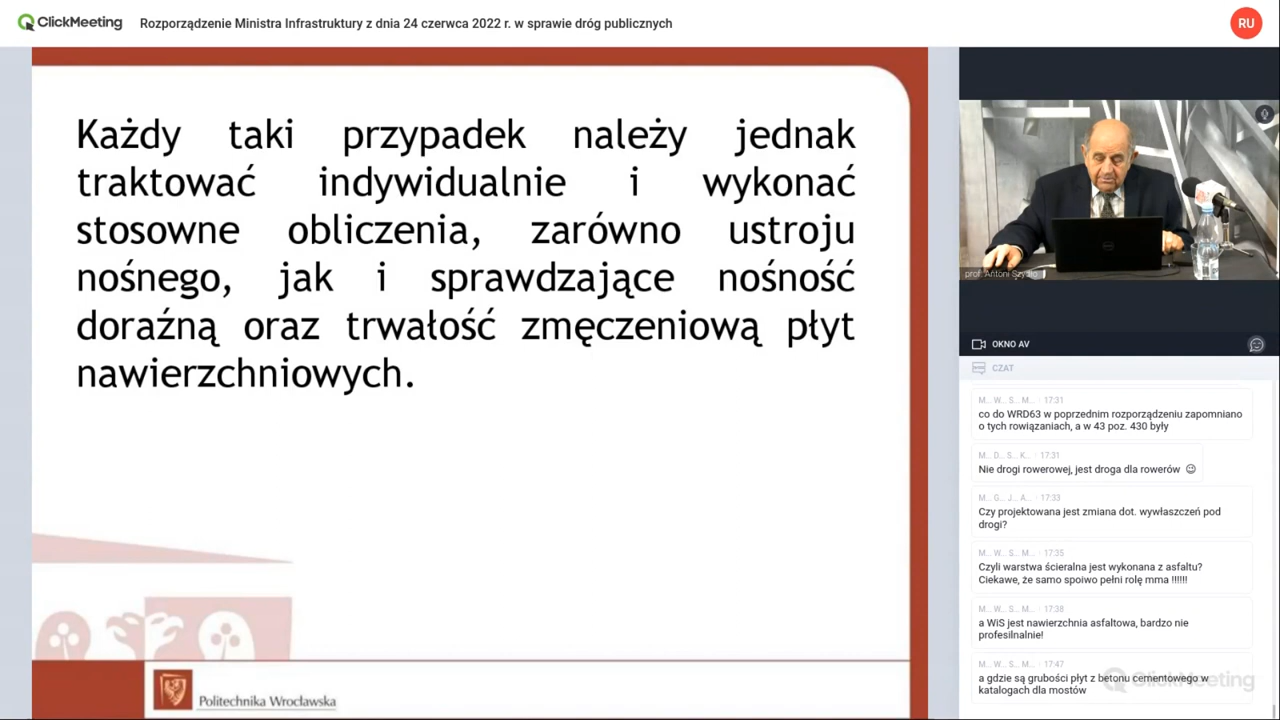 ClickMeeting
Rozporządzenie Ministra Infrastruktury z dnia 24 czerwca 2022 r. w sprawie dróg publicznych
RU
Każdy taki przypadek należy jednak
traktować indywidualnie i wykonać
stosowne obliczenia, zarówno ustroju
nośnego, jak i sprawdzające nośność
doraźną oraz trwałość zmęczeniową płyt
nawierzchniowych.
Politechnika Wrocławska
prof. Antoni Szydło
OKNO AV
CZAT
M... W... S... M... 17:31
co do WRD63 w poprzednim rozporządzeniu zapomniano
o tych rowiązaniach, a w 43 poz. 430 były
M... D... S... K... 17:31
Nie drogi rowerowej, jest droga dla rowerów
M... G... J... A... 17:33
Czy projektowana jest zmiana dot. wywłaszczeń pod
drogi?
M... W... S... M... 17:35
Czyli warstwa ścieralna jest wykonana z asfaltu?
Ciekawe, że samo spoiwo pełni rolę mma !!!!!!
M... W... S... M... 17:38
a WiS jest nawierzchnia asfaltowa, bardzo nie
profesilnalnie!
M... W... S... M... 17:47
a gdzie są grubości płyt z betonu cementowego w
katalogach dla mostów
ClickMeeting